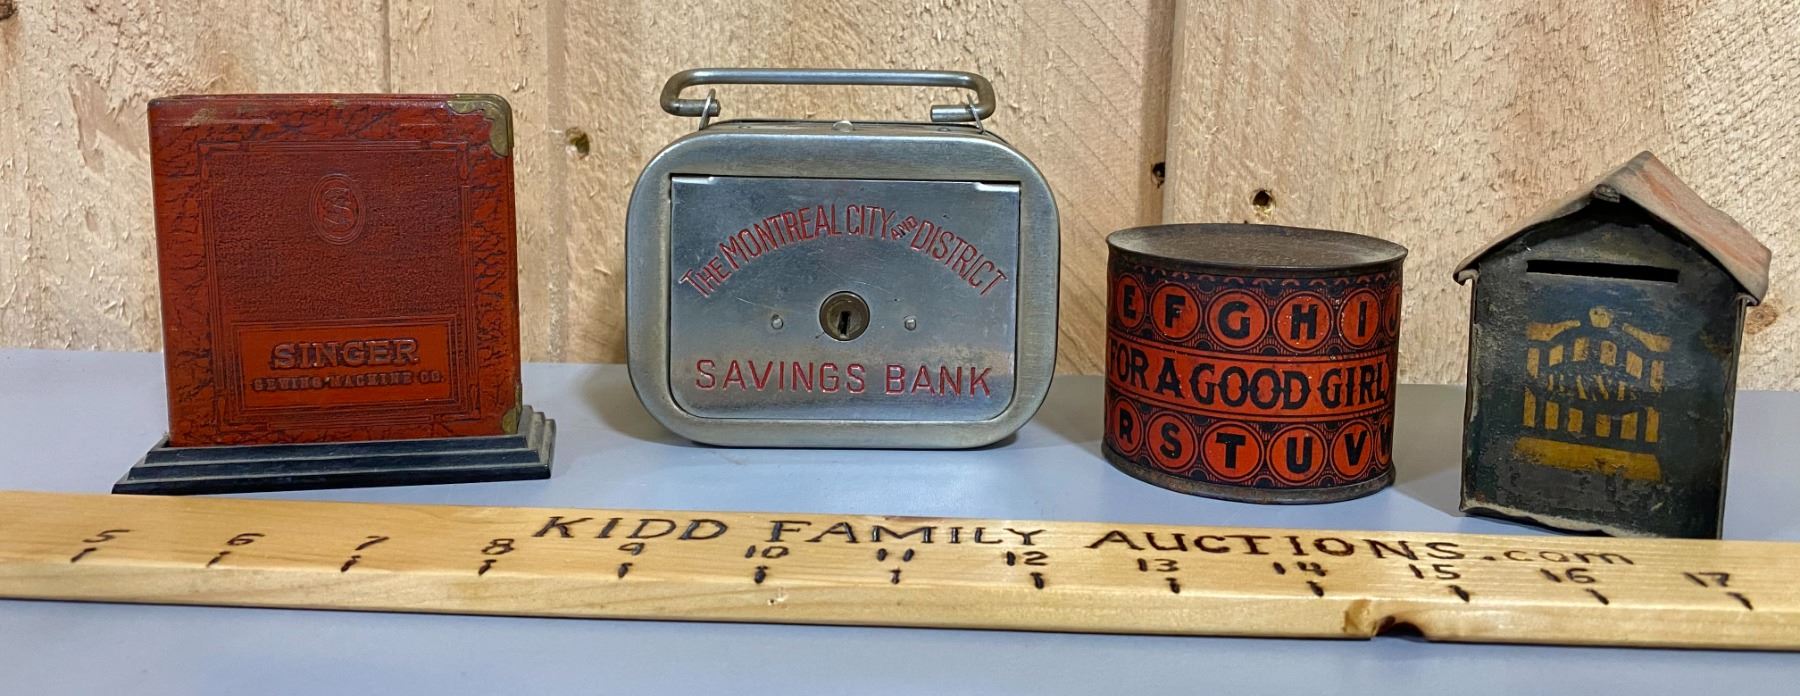 S
SINGER
SEWING MACHINE CO.
THE MONTREAL CITY AND DISTRICT
SAVINGS BANK
E F G H I
FOR A GOOD GIRL
R S T U V W
BANK
KIDD FAMILY AUCTIONS.com
5 6 7 8 9 10 11 12 13 14 15 16 17